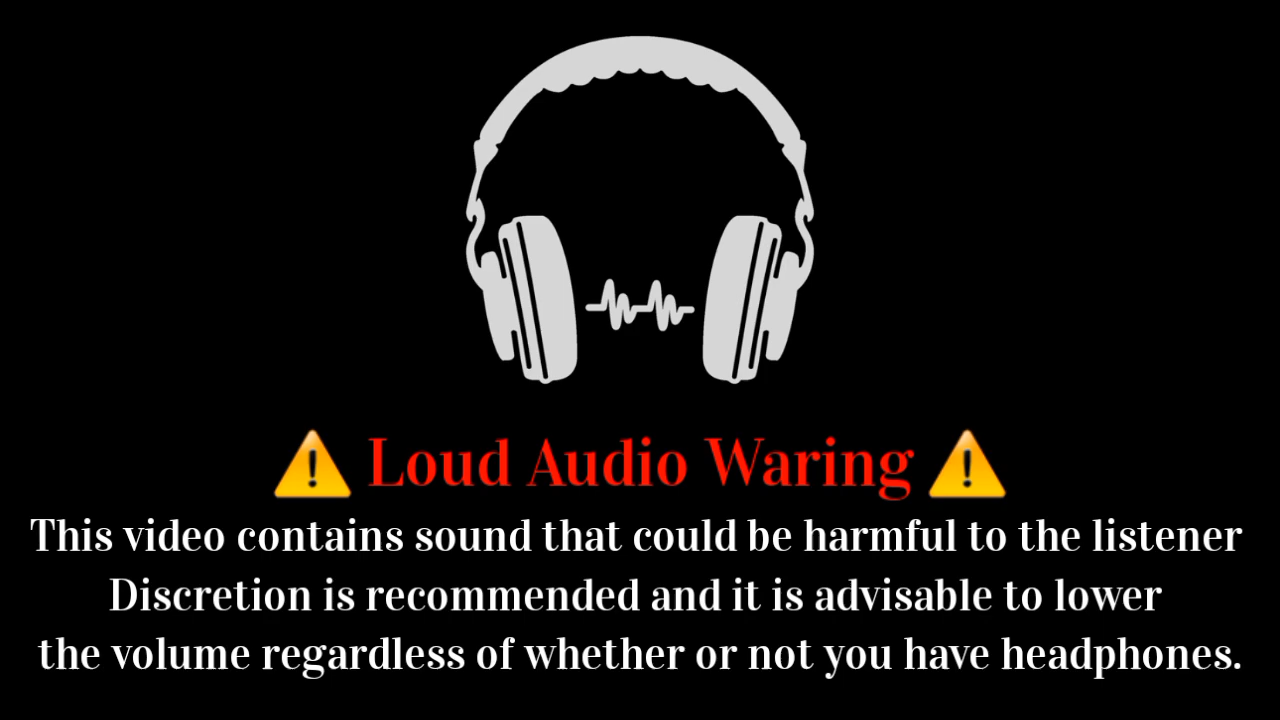 ⚠️ Loud Audio Waring ⚠️
This video contains sound that could be harmful to the listener
Discretion is recommended and it is advisable to lower
the volume regardless of whether or not you have headphones.